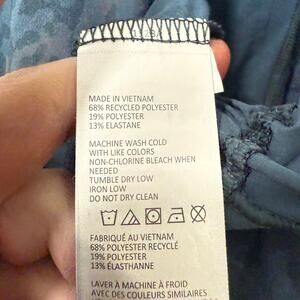 MADE IN VIETNAM
68% RECYCLED POLYESTER
19% POLYESTER
13% ELASTANE
MACHINE WASH COLD
WITH LIKE COLORS
NON-CHLORINE BLEACH WHEN
NEEDED
TUMBLE DRY LOW
IRON LOW
DO NOT DRY CLEAN
FABRIQUÉ AU VIETNAM
68% POLYESTER RECYCLÉ
19% POLYESTER
13% ÉLASTHANNE
LAVER À MACHINE À FROID
AVEC DES COULEURS SIMILAIRES